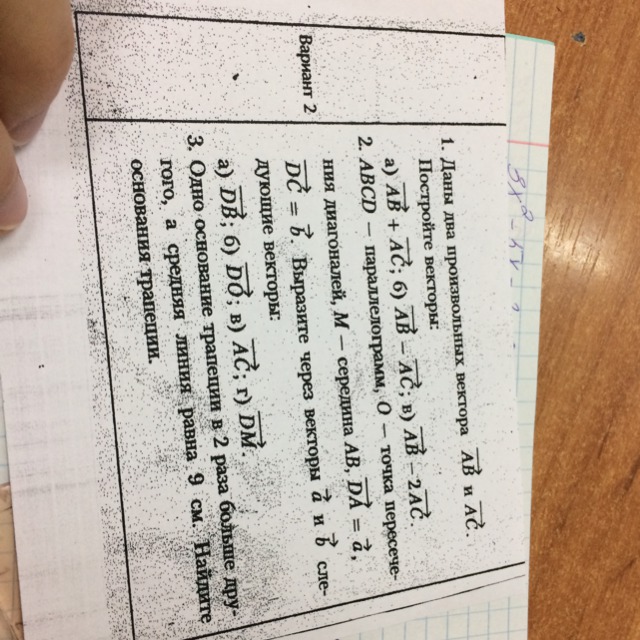 Вариант 2
1. Даны два произвольных вектора AB⃗ и AC⃗.
Постройте векторы:
а) AB⃗ + AC⃗; б) AB⃗ − AC⃗; в) AB⃗ − 2AC⃗.
2. ABCD — параллелограмм, O — точка пересече-
ния диагоналей, M — середина AB, DA⃗ = a⃗,
DC⃗ = b⃗. Выразите через векторы a⃗ и b⃗ сле-
дующие векторы:
а) DB⃗; б) DO⃗; в) AC⃗; г) DM⃗.
3. Одно основание трапеции в 2 раза больше дру-
гого, а средняя линия равна 9 см. Найдите
основания трапеции.